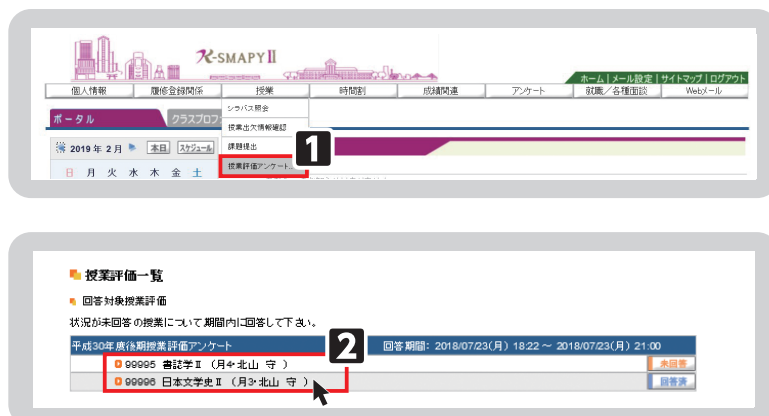 K-SMAPY II
ホーム | メール設定 | サイトマップ | ログアウト
個人情報 履修登録関係 授業 時間割 成績関連 アンケート 就職/各種面談 Webメール
シラバス照会
ポータル クラスプロフ
授業出欠情報確認
2019 年 2 月 本日 スケジュール 課題提出
1
授業評価アンケート...
日 月 火 水 木 金 土
授業評価一覧
回答対象授業評価
状況が未回答の授業について期間内に回答して下さい。
平成30年度後期授業評価アンケート 2 回答期間: 2018/07/23(月) 18:22 ～ 2018/07/23(月) 21:00
99995 書誌学Ⅱ (月4・北山 守 ) 未回答
99996 日本文学史Ⅱ (月3・北山 守 ) 回答済